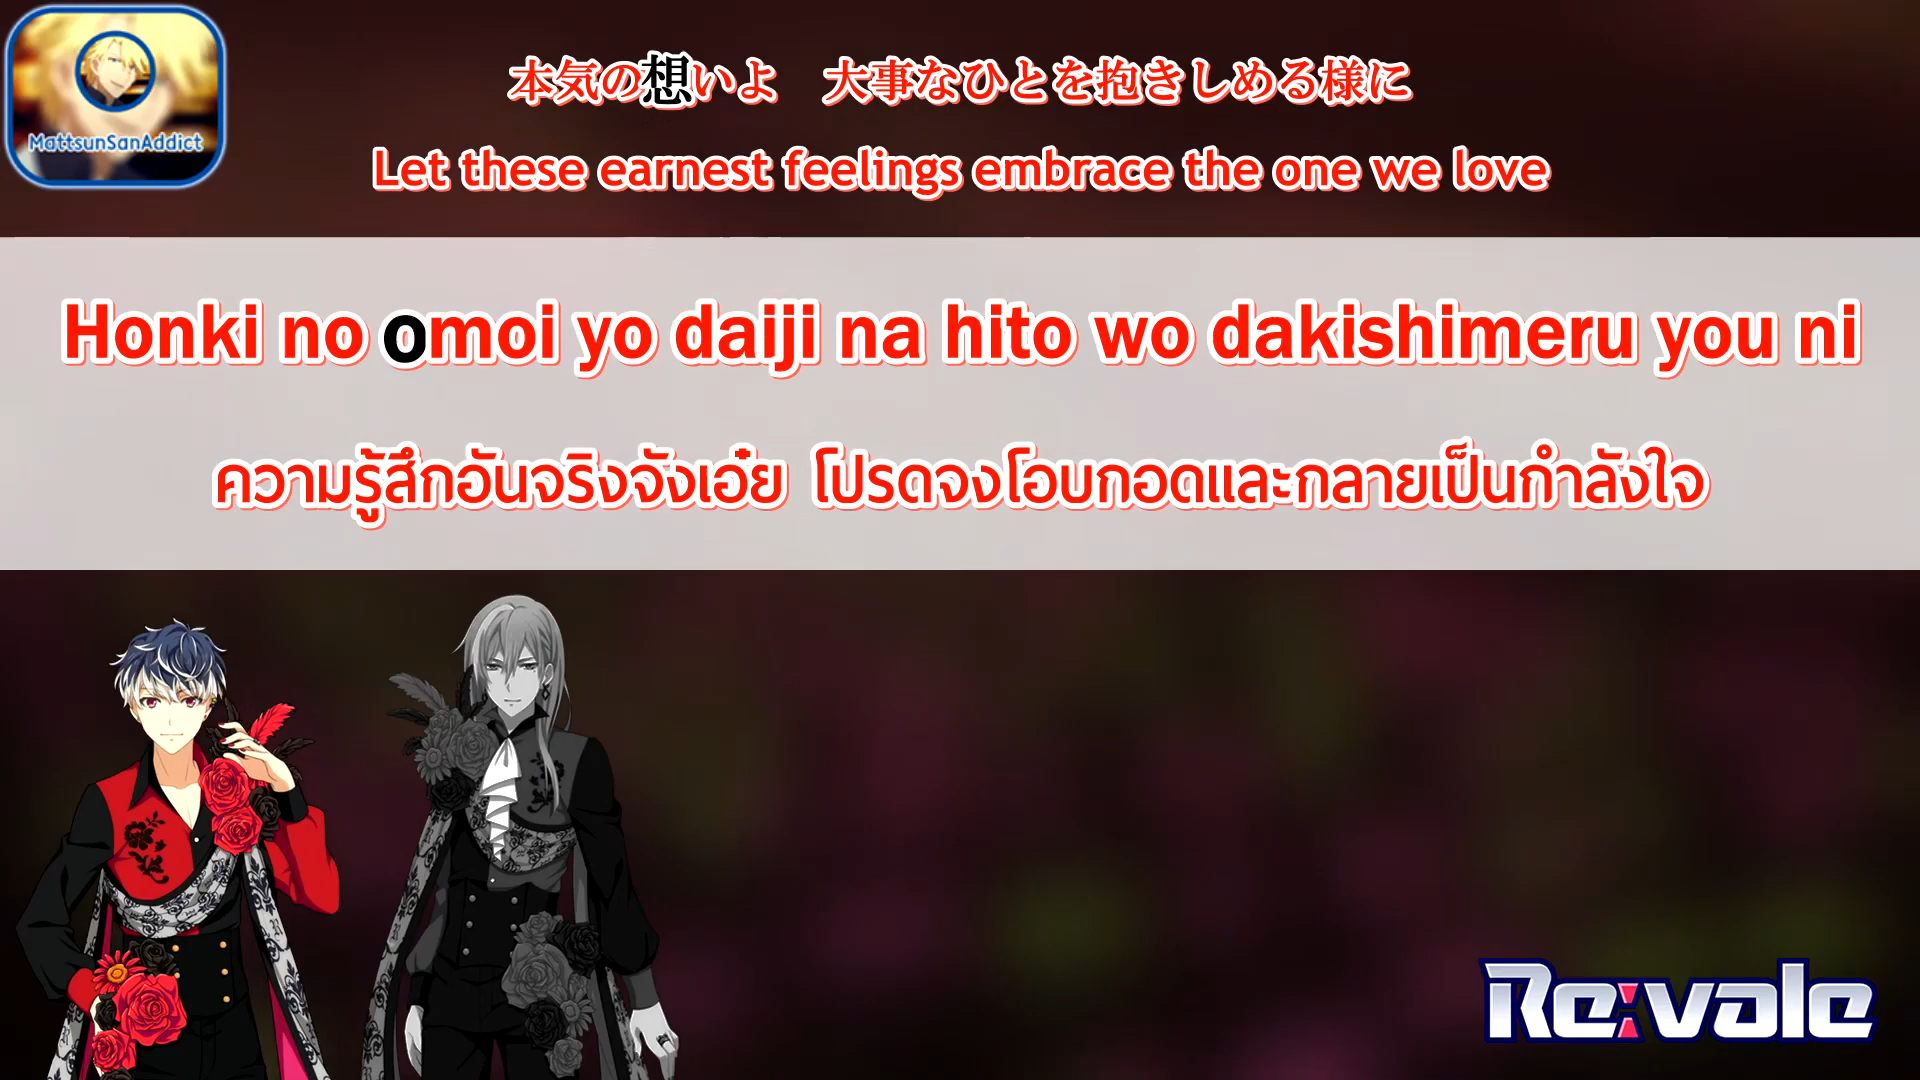 本気の想いよ　大事なひとを抱きしめる様に
MattsunSanAddict
Let these earnest feelings embrace the one we love
Honki no omoi yo daiji na hito wo dakishimeru you ni
ความรู้สึกอันจริงจังเอ๋ย โปรดจงโอบกอดและกลายเป็นกำลังใจ
Re:vale